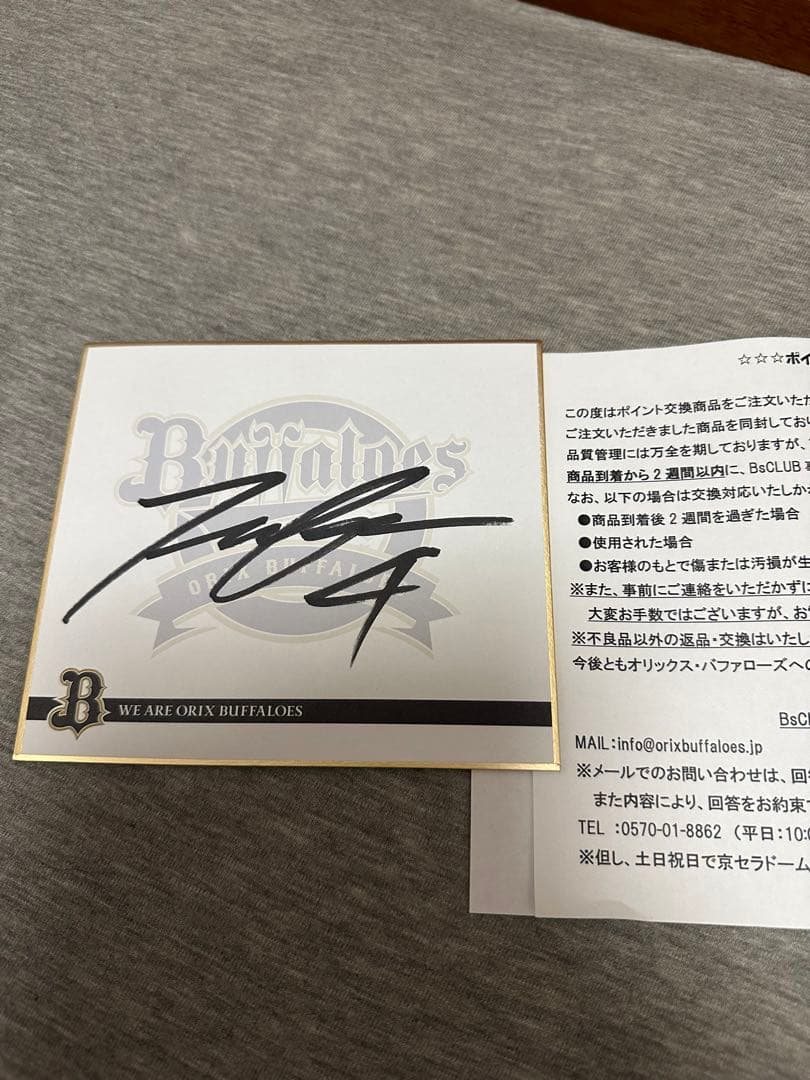 Buffaloes
ORIX BUFFALO
4
B WE ARE ORIX BUFFALOES
☆☆☆ポイ
この度はポイント交換商品をご注文いただ
ご注文いただきました商品を同封しており
品質管理には万全を期しておりますが、
商品到着から2週間以内に、BsCLUB
なお、以下の場合は交換対応いたしか
●商品到着後2週間を過ぎた場合
●使用された場合
●お客様のもとで傷または汚損が生
※また、事前にご連絡をいただかずに
大変お手数ではございますが、お
※不良品以外の返品・交換はいたし
今後ともオリックス・バファローズへの
BsCl
MAIL:info@orixbuffaloes.jp
※メールでのお問い合わせは、回
また内容により、回答をお約束
TEL :0570-01-8862 (平日:10:0
※但し、土日祝日で京セラドーム